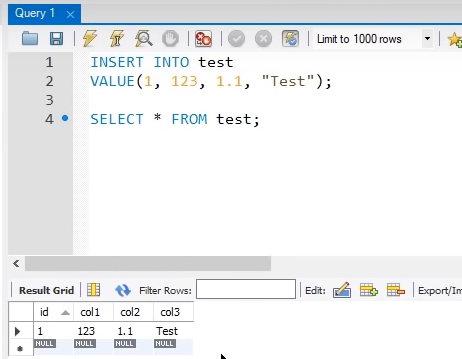 Query 1
Limit to 1000 rows
1 INSERT INTO test
2 VALUE(1, 123, 1.1, "Test");
3
4 SELECT * FROM test;
Result Grid Filter Rows: Edit: Export/Im
id col1 col2 col3
1 123 1.1 Test
NULL NULL NULL NULL